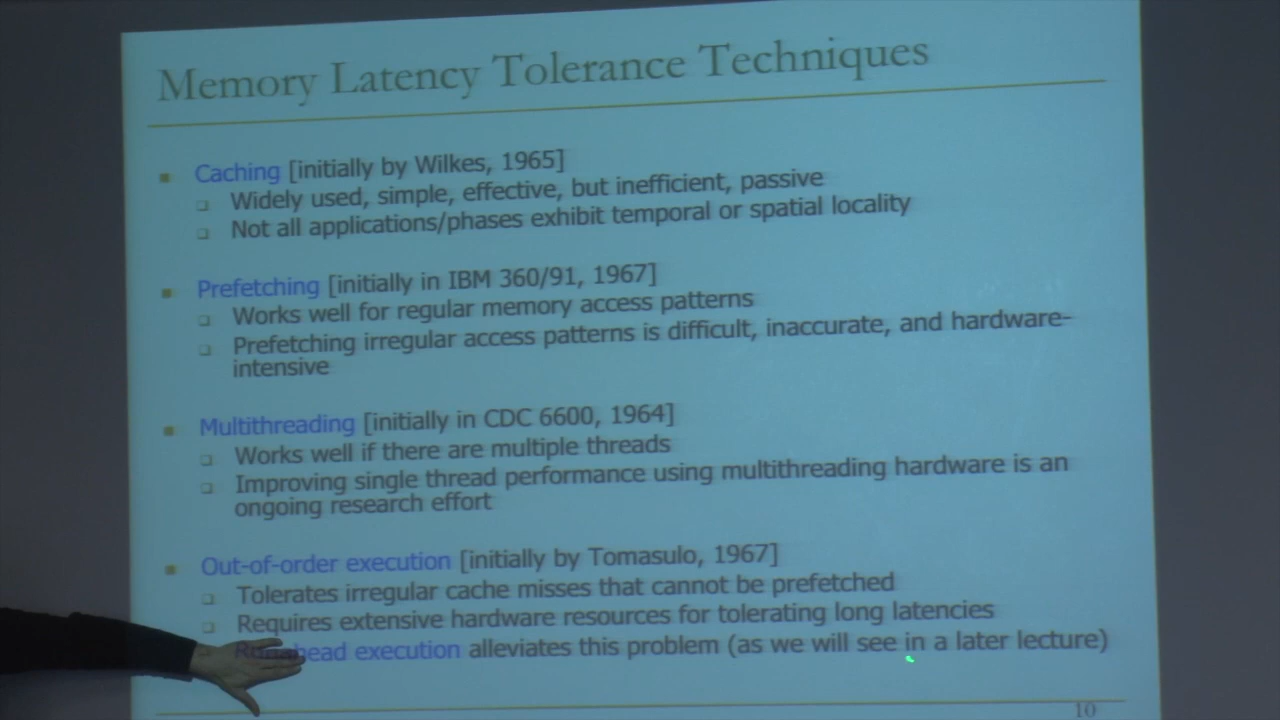 Memory Latency Tolerance Techniques
Caching [initially by Wilkes, 1965]
Widely used, simple, effective, but inefficient, passive
Not all applications/phases exhibit temporal or spatial locality
Prefetching [initially in IBM 360/91, 1967]
Works well for regular memory access patterns
Prefetching irregular access patterns is difficult, inaccurate, and hardware-
intensive
Multithreading [initially in CDC 6600, 1964]
Works well if there are multiple threads
Improving single thread performance using multithreading hardware is an
ongoing research effort
Out-of-order execution [initially by Tomasulo, 1967]
Tolerates irregular cache misses that cannot be prefetched
Requires extensive hardware resources for tolerating long latencies
Runahead execution alleviates this problem (as we will see in a later lecture)
10